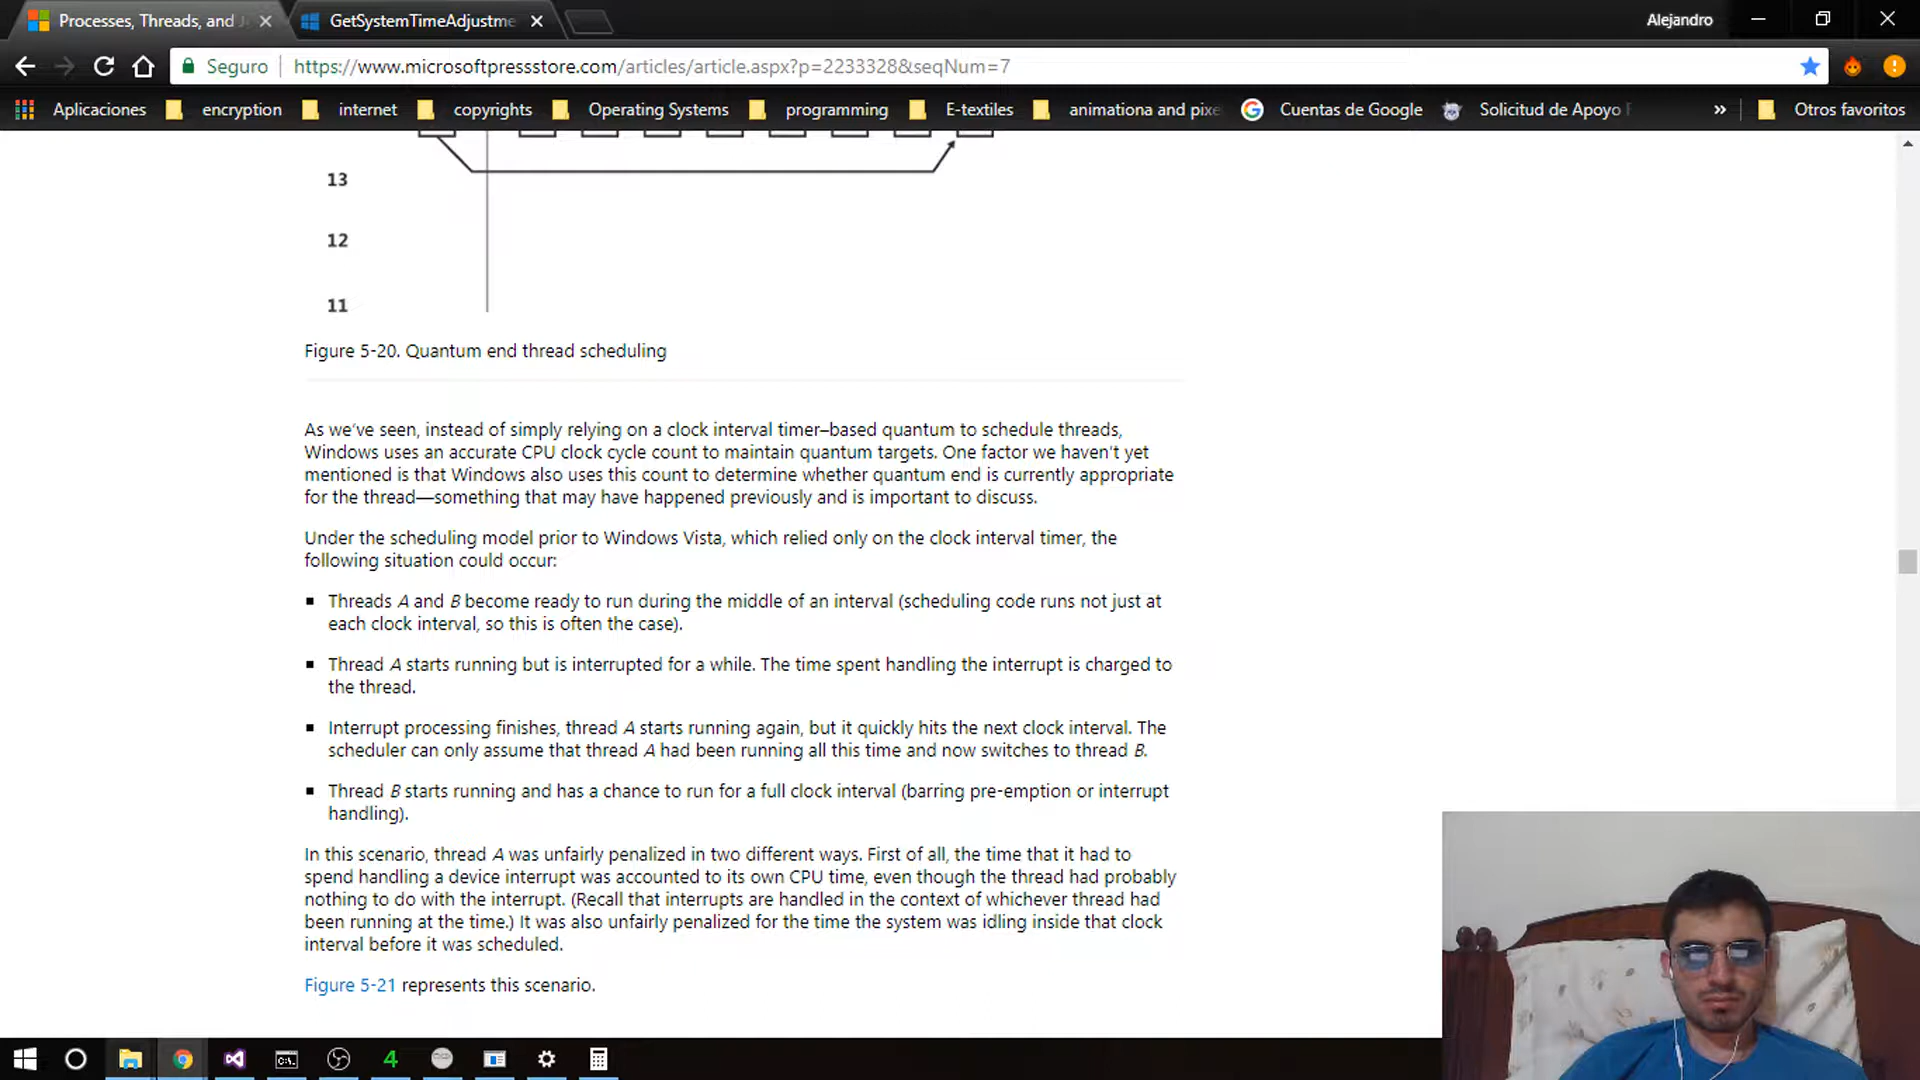 Processes, Threads, and J
GetSystemTimeAdjustme
Alejandro
Seguro
https://www.microsoftpressstore.com/articles/article.aspx?p=2233328&seqNum=7
Aplicaciones
encryption
internet
copyrights
Operating Systems
programming
E-textiles
animationa and pixe
Cuentas de Google
Solicitud de Apoyo
»
Otros favoritos
13
12
11
Figure 5-20. Quantum end thread scheduling
As we've seen, instead of simply relying on a clock interval timer–based quantum to schedule threads,
Windows uses an accurate CPU clock cycle count to maintain quantum targets. One factor we haven't yet
mentioned is that Windows also uses this count to determine whether quantum end is currently appropriate
for the thread—something that may have happened previously and is important to discuss.
Under the scheduling model prior to Windows Vista, which relied only on the clock interval timer, the
following situation could occur:
▪ Threads A and B become ready to run during the middle of an interval (scheduling code runs not just at
each clock interval, so this is often the case).
▪ Thread A starts running but is interrupted for a while. The time spent handling the interrupt is charged to
the thread.
▪ Interrupt processing finishes, thread A starts running again, but it quickly hits the next clock interval. The
scheduler can only assume that thread A had been running all this time and now switches to thread B.
▪ Thread B starts running and has a chance to run for a full clock interval (barring pre-emption or interrupt
handling).
In this scenario, thread A was unfairly penalized in two different ways. First of all, the time that it had to
spend handling a device interrupt was accounted to its own CPU time, even though the thread had probably
nothing to do with the interrupt. (Recall that interrupts are handled in the context of whichever thread had
been running at the time.) It was also unfairly penalized for the time the system was idling inside that clock
interval before it was scheduled.
Figure 5-21 represents this scenario.
4